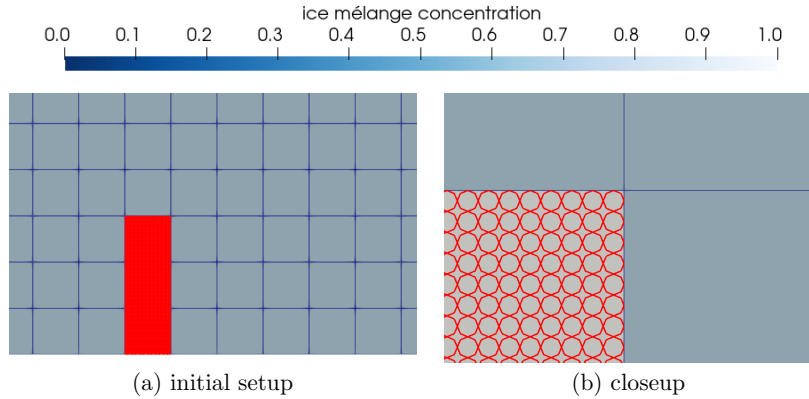 ice mélange concentration
0.0 0.1 0.2 0.3 0.4 0.5 0.6 0.7 0.8 0.9 1.0
(a) initial setup (b) closeup